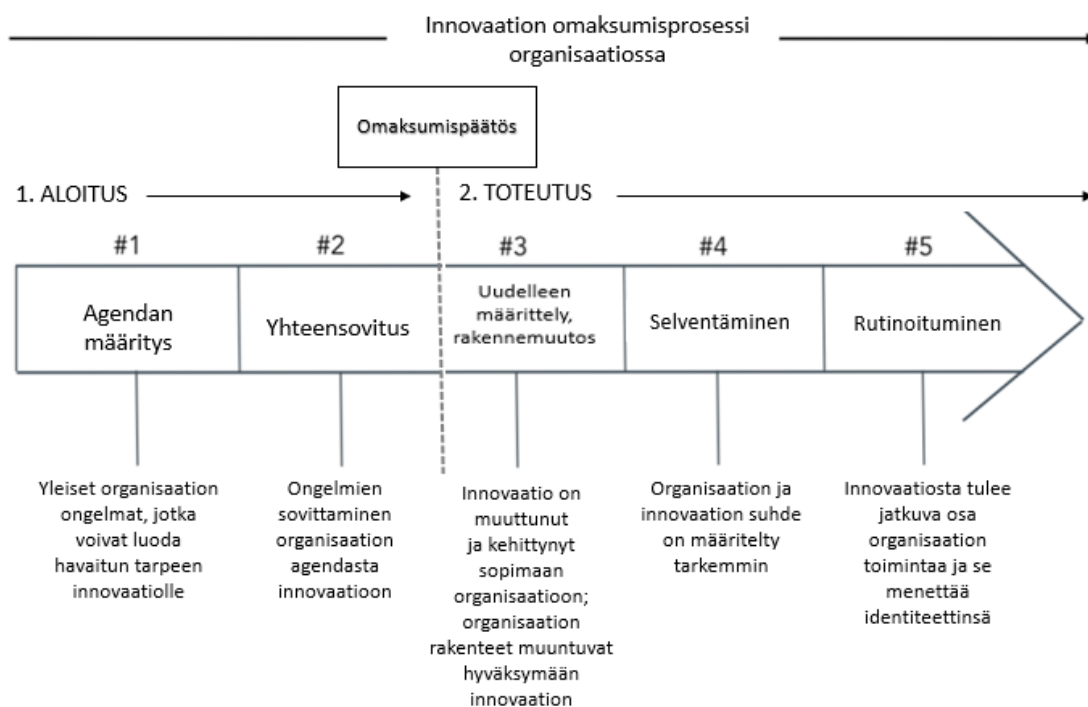 Innovaation omaksumisprosessi
organisaatiossa
Omaksumispäätös
1. ALOITUS
2. TOTEUTUS
#1
#2
#3
#4
#5
Agendan
määritys
Yhteensovitus
Uudelleen
määrittely,
rakennemuutos
Selventäminen
Rutinoituminen
Yleiset organisaation
ongelmat, jotka
voivat luoda
havaitun tarpeen
innovaatiolle
Ongelmien
sovittaminen
organisaation
agendasta
innovaatioon
Innovaatio on
muuttunut
ja kehittynyt
sopimaan
organisaatioon;
organisaation
rakenteet muuntuvat
hyväksymään
innovaation
Organisaation ja
innovaation suhde
on määritelty
tarkemmin
Innovaatiosta tulee
jatkuva osa
organisaation
toimintaa ja se
menettää
identiteettinsä